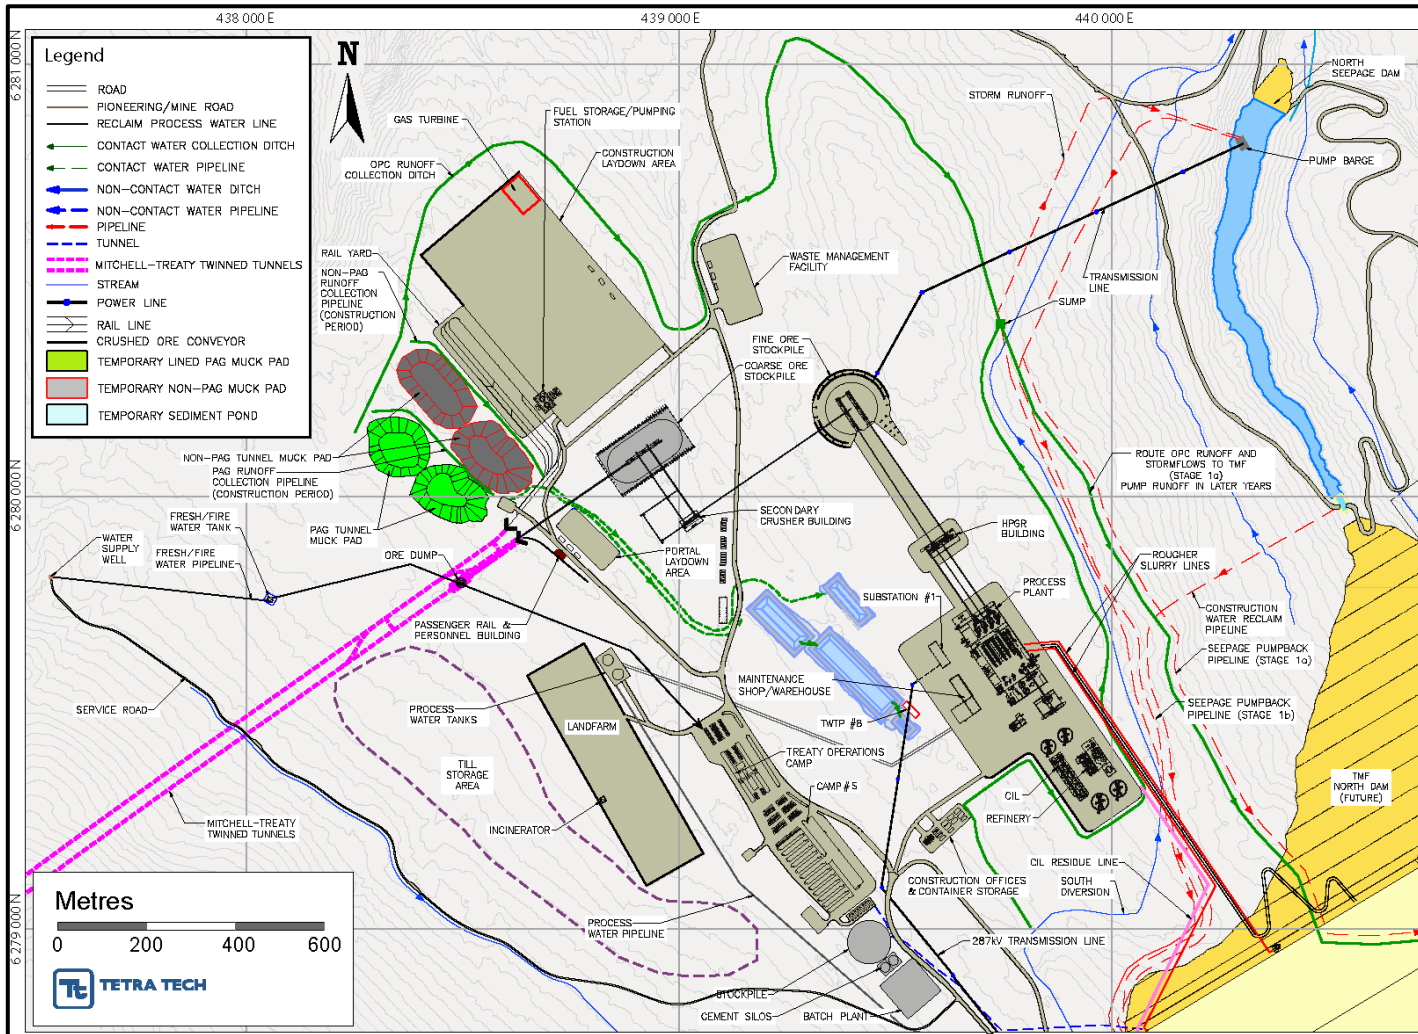 438 000 E
439 000 E
440 000 E
6 281 000 N
6 280 000 N
6 279 000 N
Legend
ROAD
PIONEERING/MINE ROAD
RECLAIM PROCESS WATER LINE
CONTACT WATER COLLECTION DITCH
CONTACT WATER PIPELINE
NON-CONTACT WATER DITCH
NON-CONTACT WATER PIPELINE
PIPELINE
TUNNEL
MITCHELL-TREATY TWINNED TUNNELS
STREAM
POWER LINE
RAIL LINE
CRUSHED ORE CONVEYOR
TEMPORARY LINED PAG MUCK PAD
TEMPORARY NON-PAG MUCK PAD
TEMPORARY SEDIMENT POND
N
GAS TURBINE
FUEL STORAGE/PUMPING
STATION
OPC RUNOFF
COLLECTION DITCH
CONSTRUCTION
LAYDOWN AREA
STORM RUNOFF
NORTH
SEEPAGE DAM
PUMP BARGE
RAIL YARD
NON-PAG
RUNOFF
COLLECTION
PIPELINE
(CONSTRUCTION
PERIOD)
WASTE MANAGEMENT
FACILITY
TRANSMISSION
LINE
SUMP
FINE ORE
STOCKPILE
COARSE ORE
STOCKPILE
NON-PAG TUNNEL MUCK PAD
PAG RUNOFF
COLLECTION PIPELINE
(CONSTRUCTION PERIOD)
ROUTE OPC RUNOFF AND
STORMFLOWS TO TMF
(STAGE 1a)
PUMP RUNOFF IN LATER YEARS
FRESH/FIRE
WATER TANK
PAG TUNNEL
MUCK PAD
SECONDARY
CRUSHER BUILDING
HPGR
BUILDING
WATER
SUPPLY
WELL
FRESH/FIRE
WATER PIPELINE
ORE DUMP
PORTAL
LAYDOWN
AREA
ROUGHER
SLURRY LINES
PROCESS
PLANT
SUBSTATION #1
PASSENGER RAIL &
PERSONNEL BUILDING
CONSTRUCTION
WATER RECLAIM
PIPELINE
SEEPAGE PUMPBACK
PIPELINE (STAGE 1a)
MAINTENANCE
SHOP/WAREHOUSE
SERVICE ROAD
PROCESS
WATER TANKS
LANDFARM
TWTP #8
SEEPAGE PUMPBACK
PIPELINE (STAGE 1b)
TREATY OPERATIONS
CAMP
TILL
STORAGE
AREA
CAMP# 5
TMF
NORTH DAM
(FUTURE)
CIL
REFINERY
MITCHELL-TREATY
TWINNED TUNNELS
INCINERATOR
CIL RESIDUE LINE
SOUTH
DIVERSION
CONSTRUCTION OFFICES
& CONTAINER STORAGE
PROCESS
WATER PIPELINE
287kV TRANSMISSION LINE
STOCKPILE
CEMENT SILOS
BATCH PLANT
Metres
0 200 400 600
Tt TETRA TECH